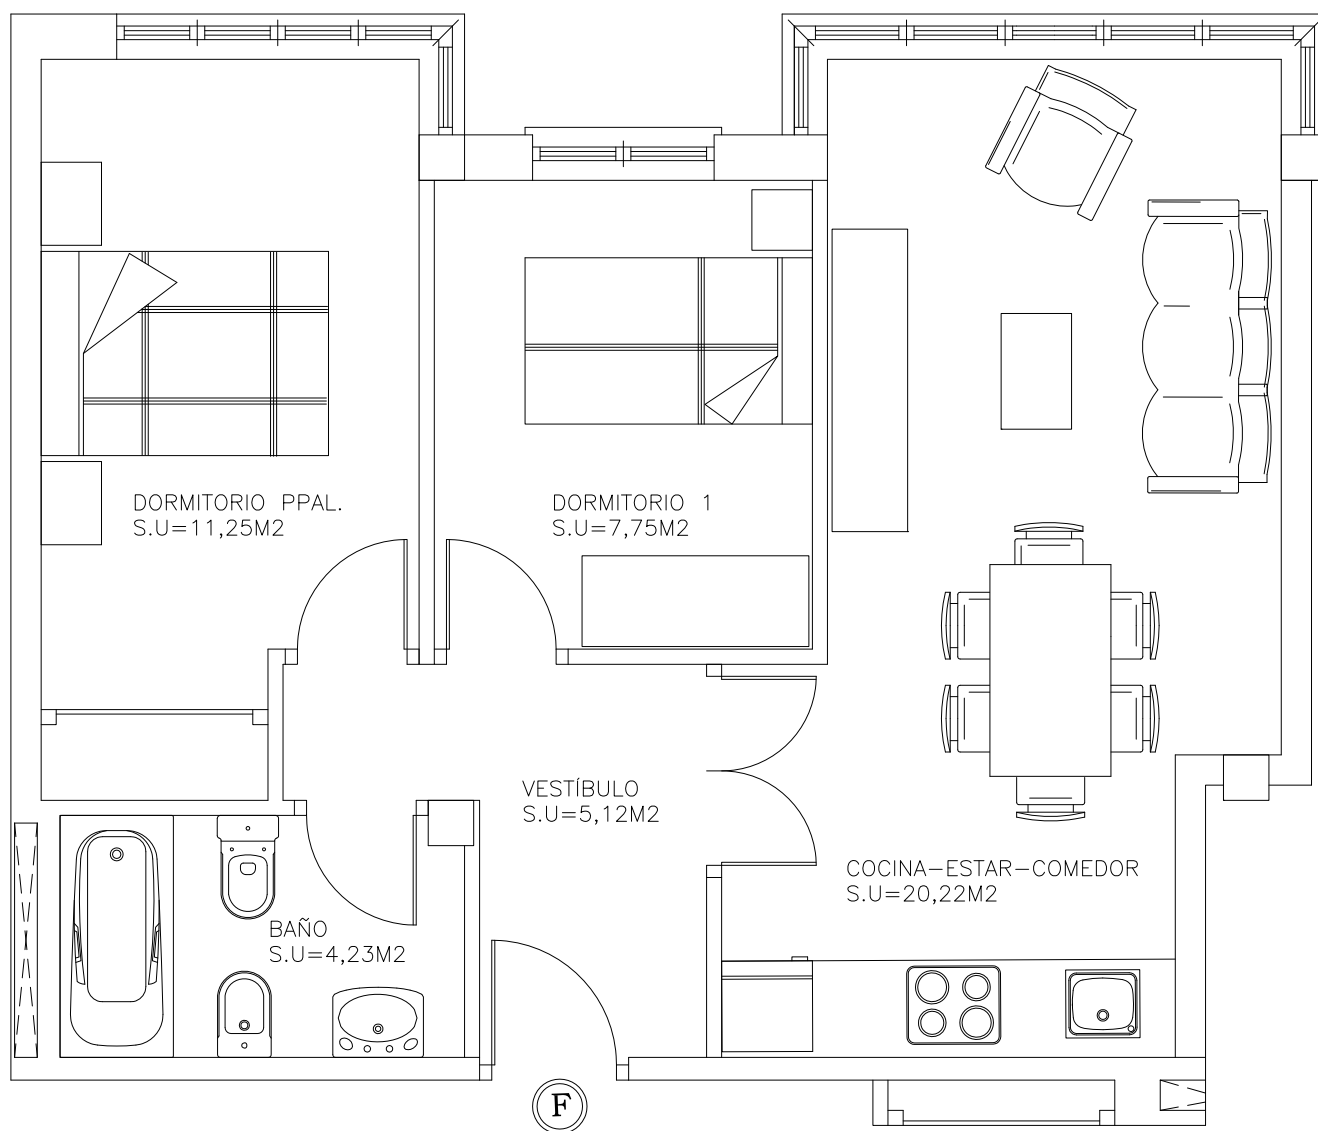 DORMITORIO PPAL.
S.U=11,25M2
DORMITORIO 1
S.U=7,75M2
VESTÍBULO
S.U=5,12M2
COCINA-ESTAR-COMEDOR
S.U=20,22M2
BAÑO
S.U=4,23M2
F